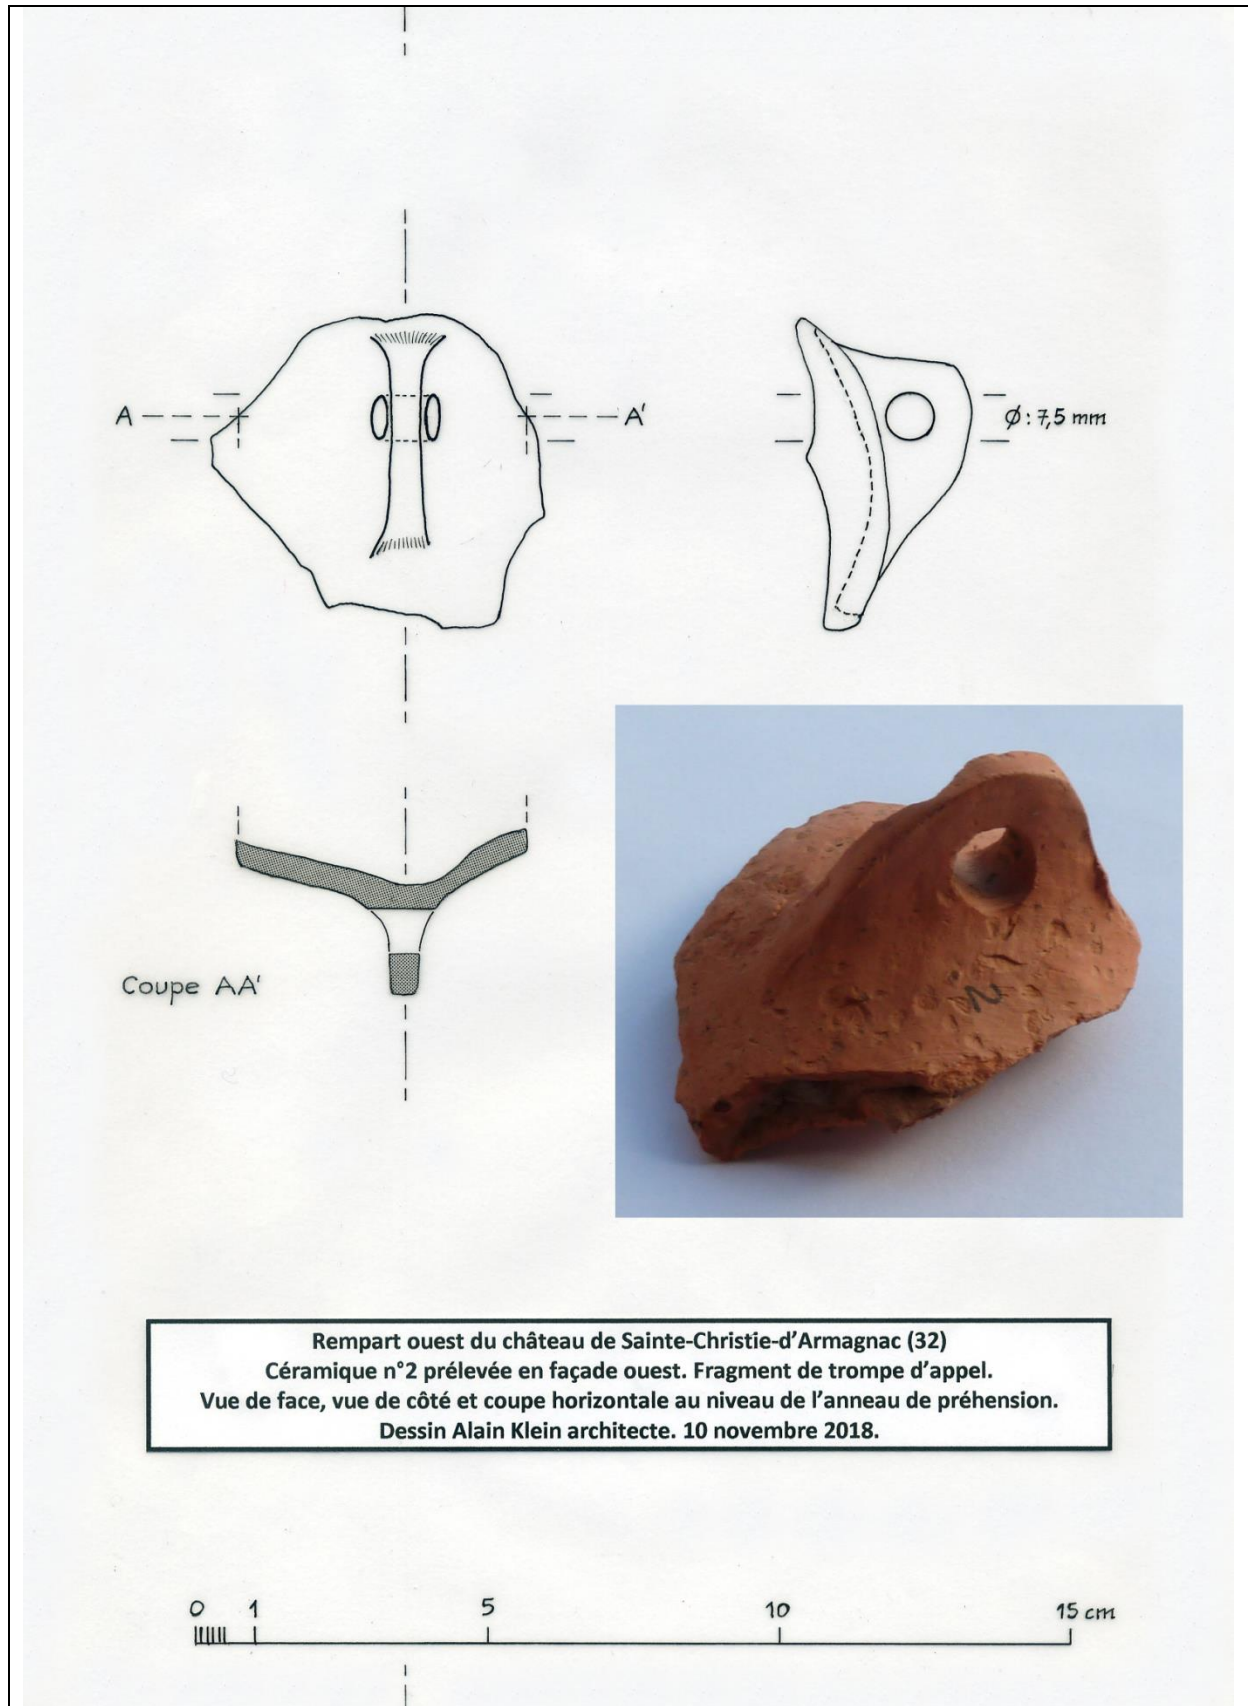 A
A'
Ø : 7,5 mm
Coupe AA'
2
Rempart ouest du château de Sainte-Christie-d'Armagnac (32)
Céramique n°2 prélevée en façade ouest. Fragment de trompe d'appel.
Vue de face, vue de côté et coupe horizontale au niveau de l'anneau de préhension.
Dessin Alain Klein architecte. 10 novembre 2018.
0 1 5 10 15 cm